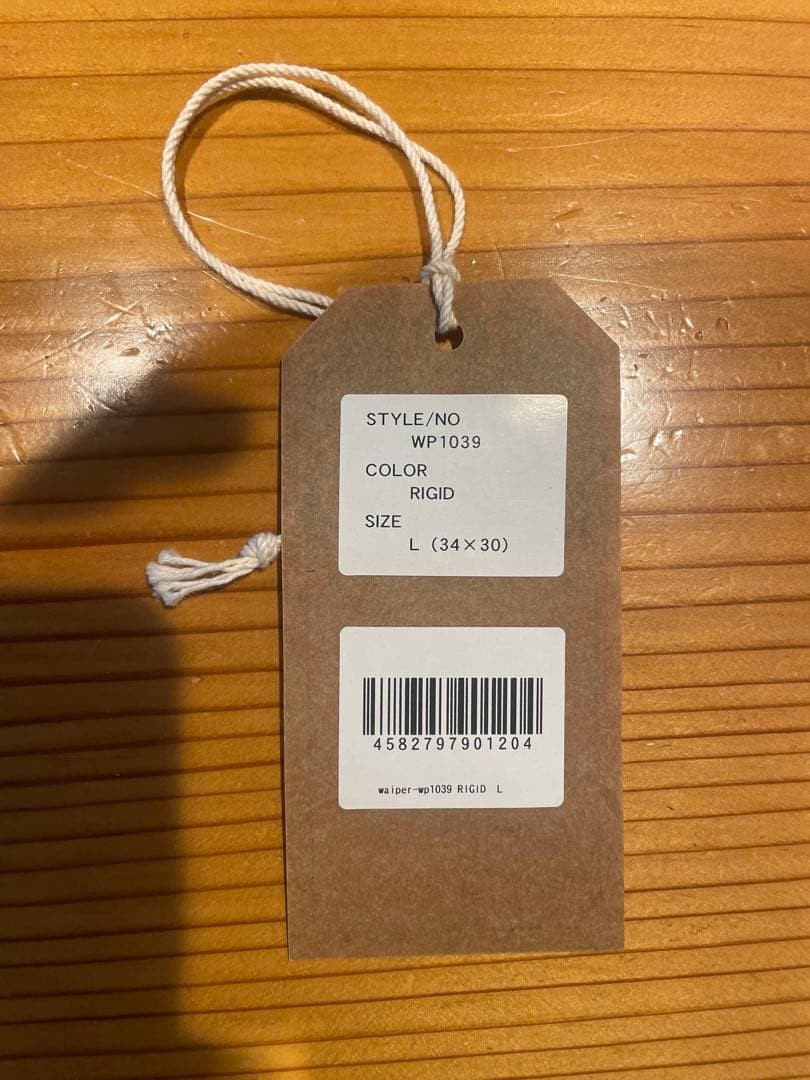 STYLE/NO
WP1039
COLOR
RIGID
SIZE
L (34×30)
4582797901204
waiper-wp1039 RIGID L